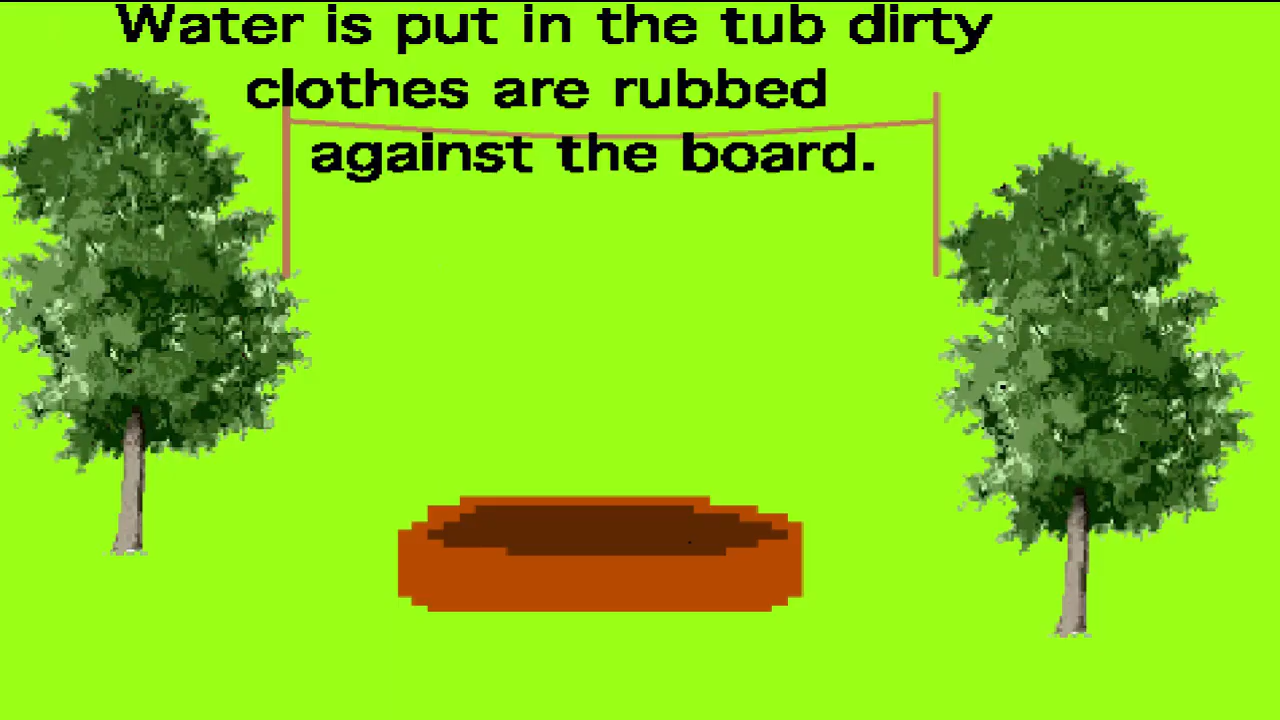 Water is put in the tub dirty
clothes are rubbed
against the board.